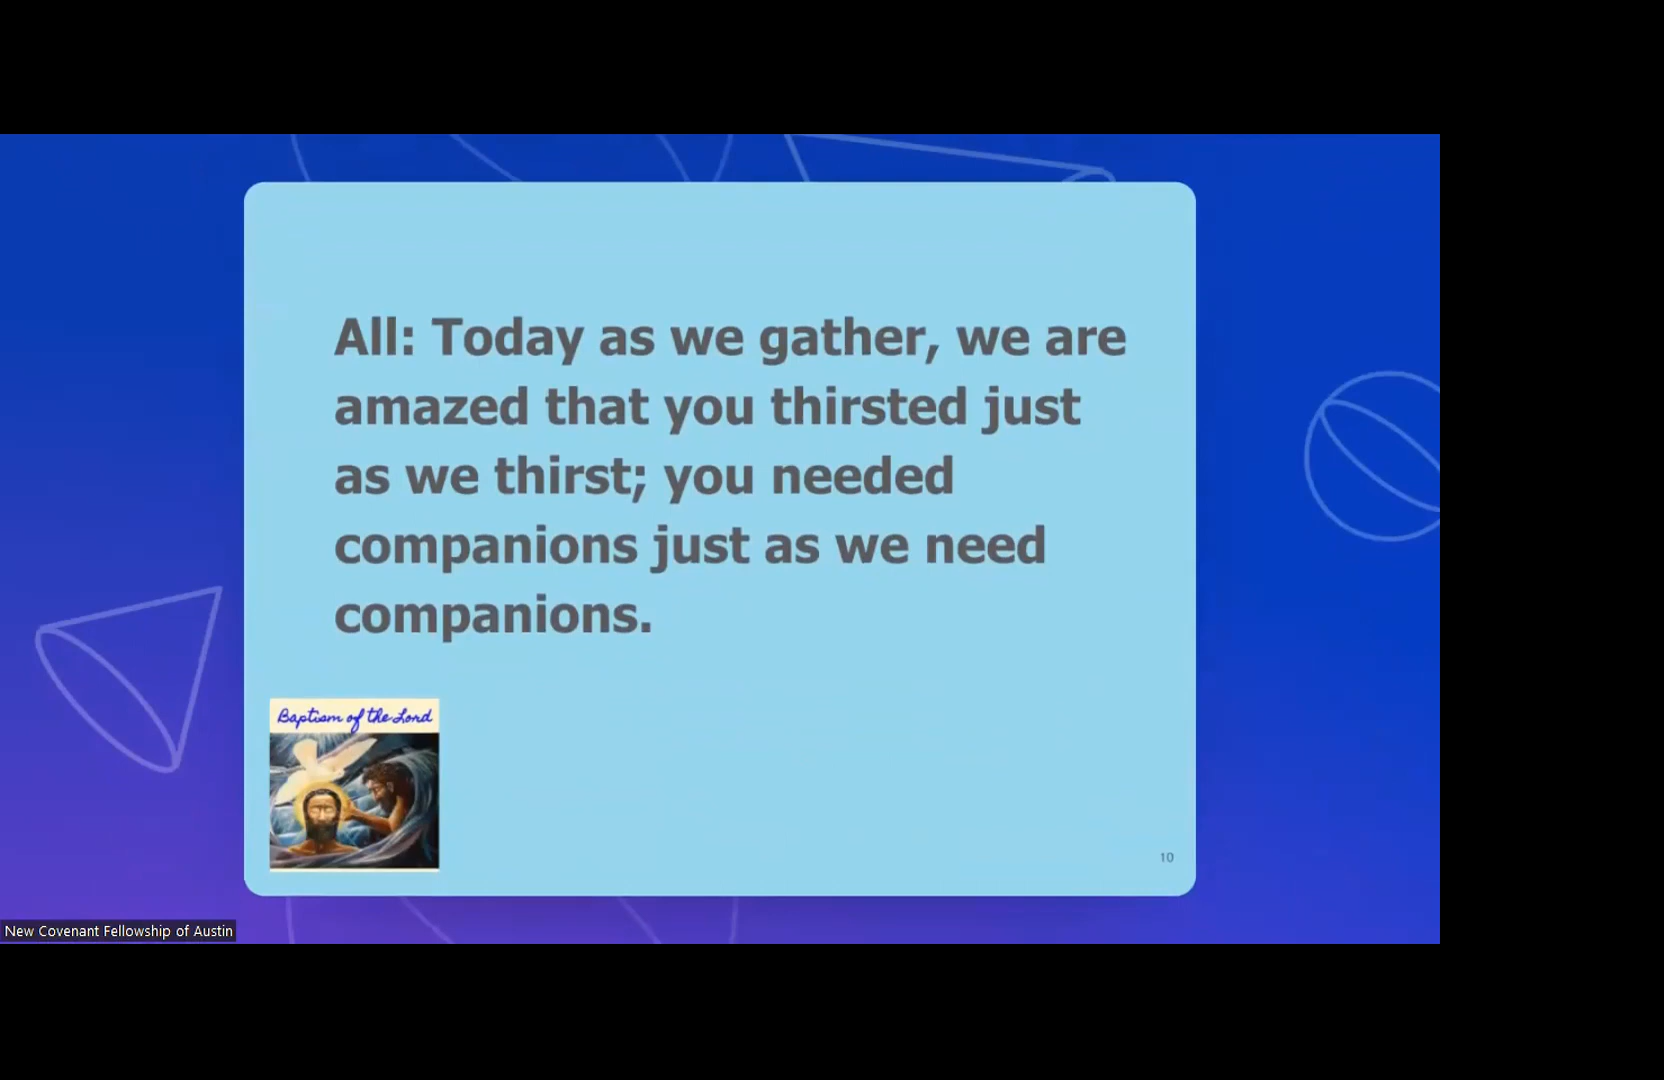 All: Today as we gather, we are
amazed that you thirsted just
as we thirst; you needed
companions just as we need
companions.
Baptism of the Lord
10
New Covenant Fellowship of Austin